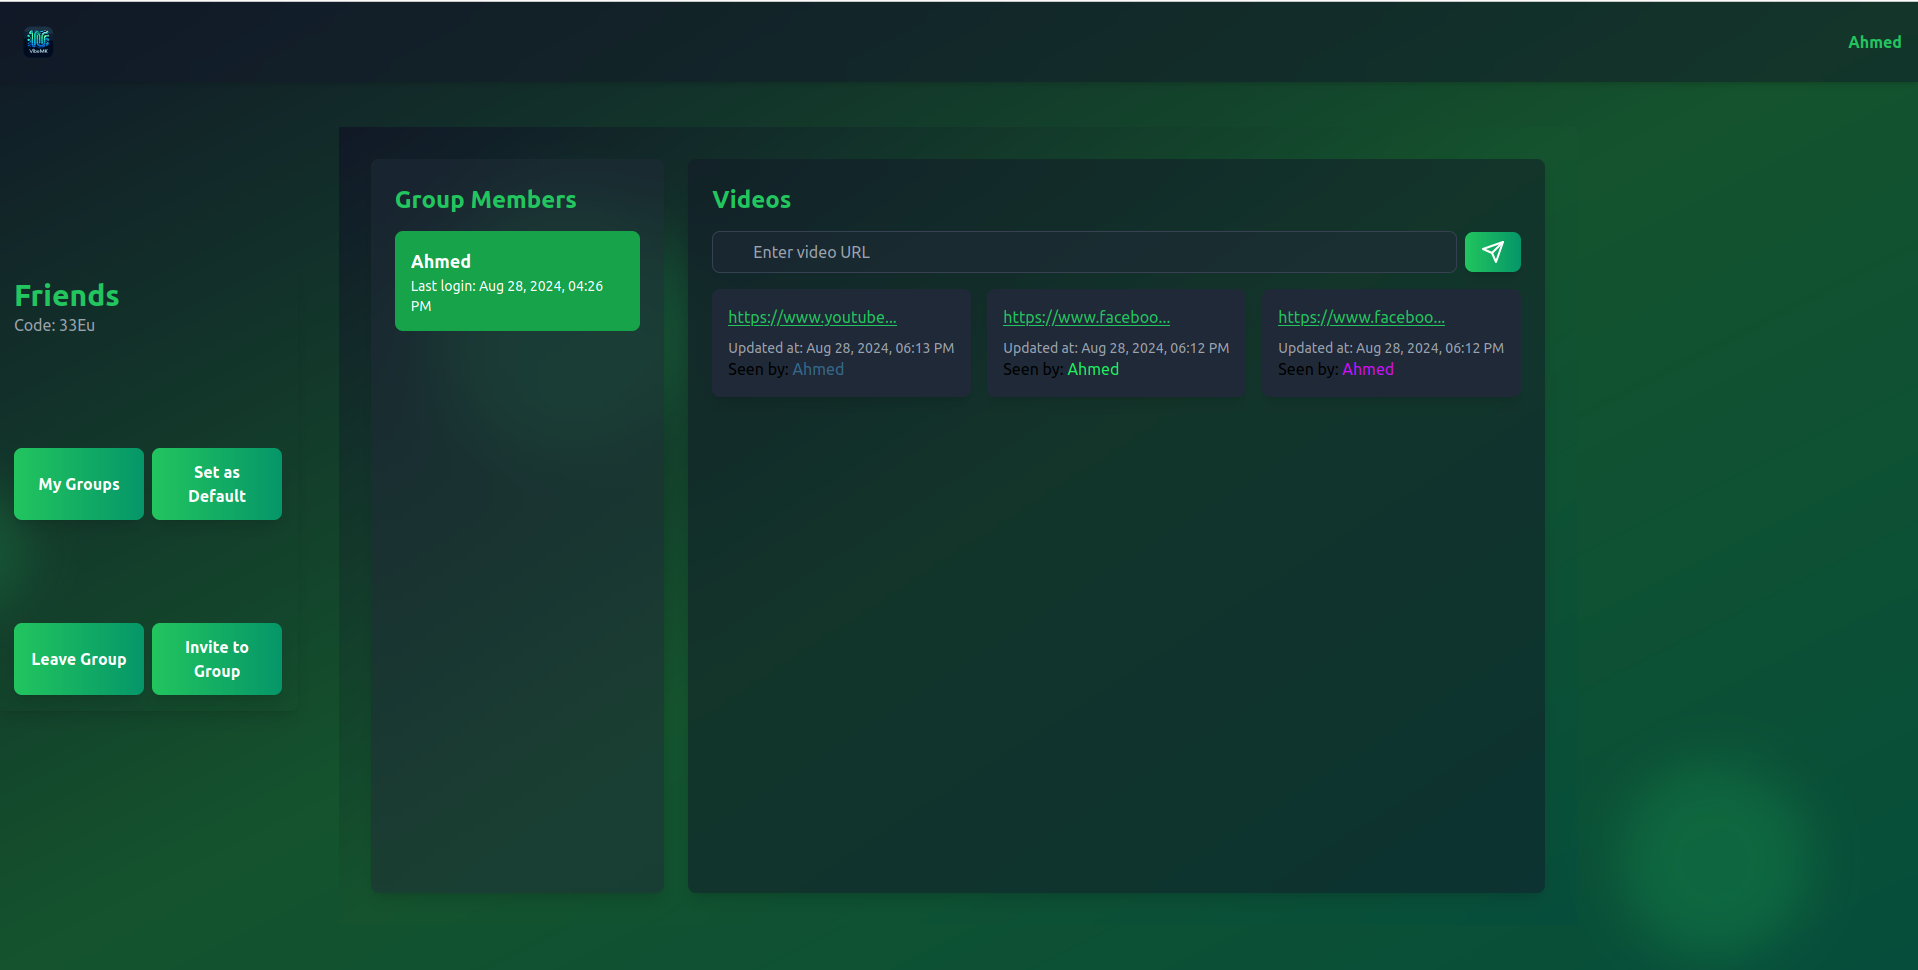 VibeMK
Ahmed
Friends
Code: 33Eu
My Groups
Set as
Default
Leave Group
Invite to
Group
Group Members
Ahmed
Last login: Aug 28, 2024, 04:26
PM
Videos
Enter video URL
https://www.youtube...
Updated at: Aug 28, 2024, 06:13 PM
Seen by: Ahmed
https://www.faceboo...
Updated at: Aug 28, 2024, 06:12 PM
Seen by: Ahmed
https://www.faceboo...
Updated at: Aug 28, 2024, 06:12 PM
Seen by: Ahmed